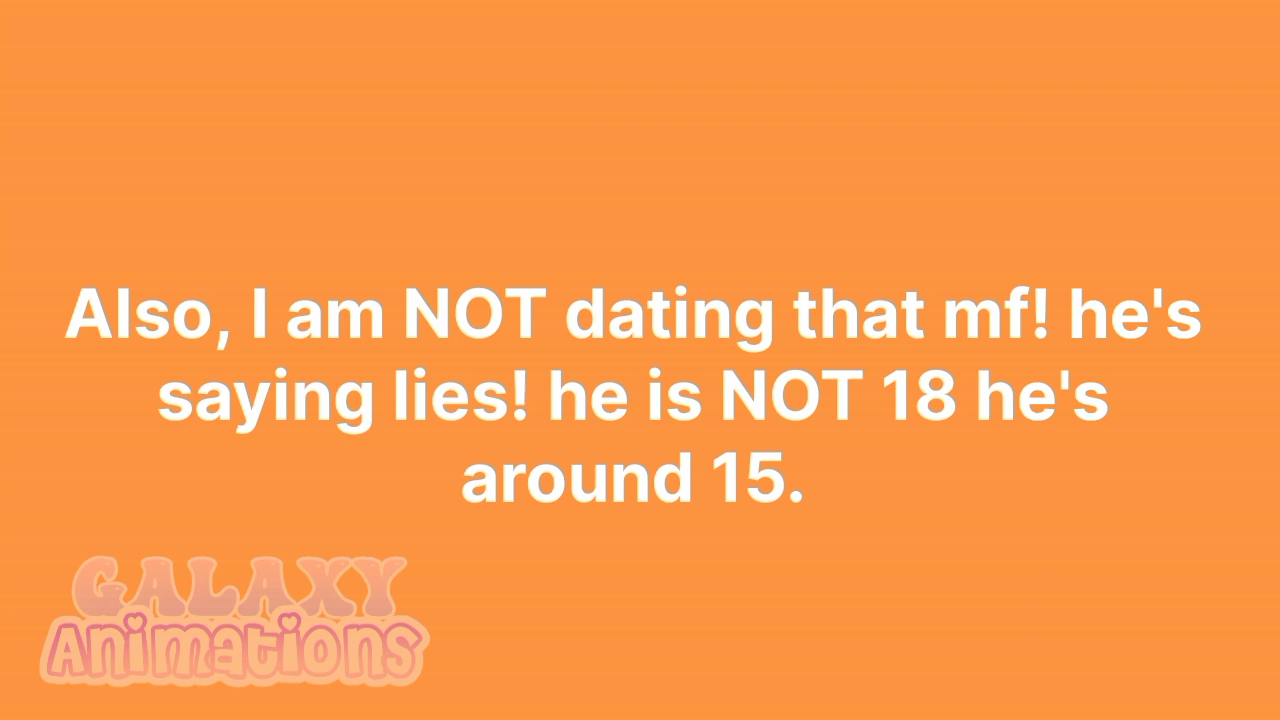 Also, I am NOT dating that mf! he's
saying lies! he is NOT 18 he's
around 15.
GALAXY
Animations